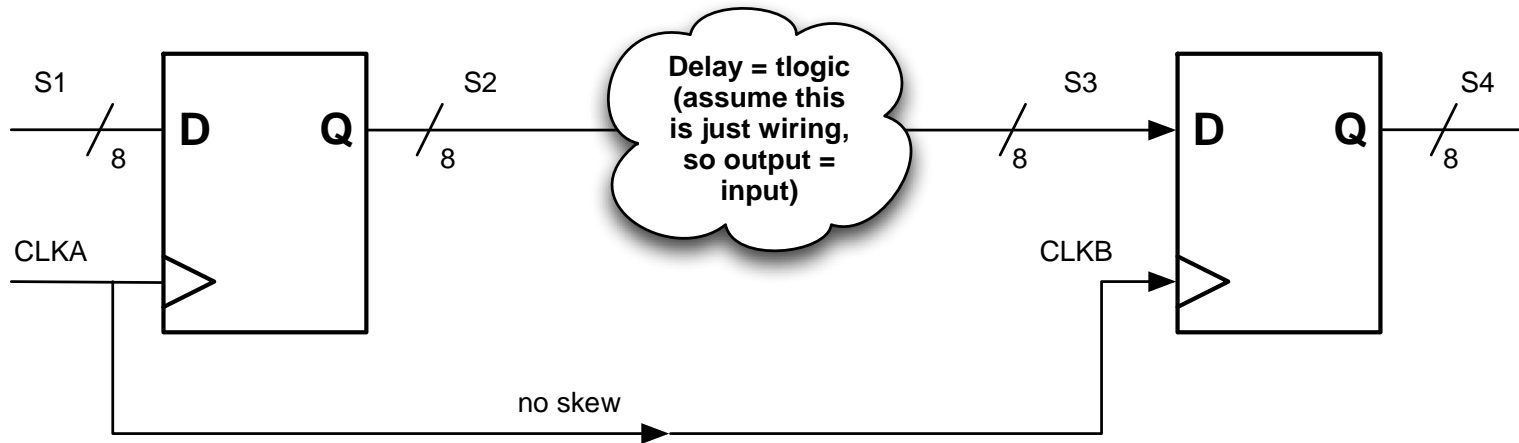 S1
8
D
Q
CLKA
S2
8
Delay = tlogic
(assume this
is just wiring,
so output =
input)
S3
8
D
Q
CLKB
S4
8
no skew